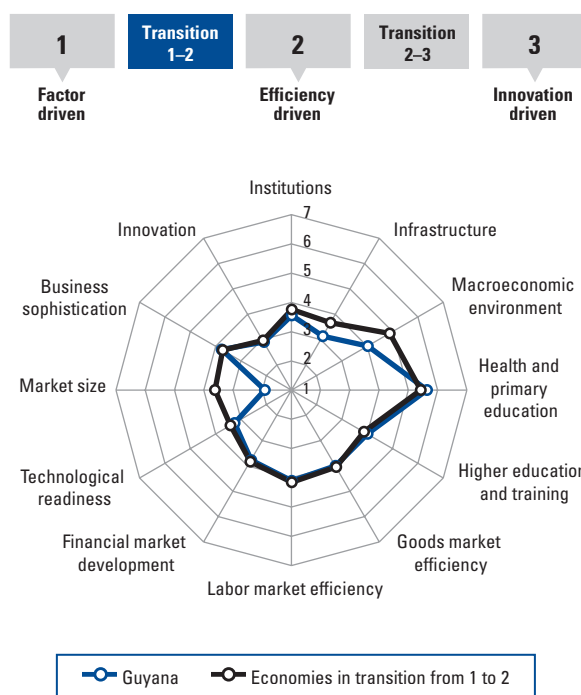 1
Transition
1–2
2
Transition
2–3
3
Factor
driven
Efficiency
driven
Innovation
driven
Institutions
7
Innovation
Infrastructure
6
5
Business
sophistication
Macroeconomic
environment
4
3
2
Market size
1
Health and
primary
education
Technological
readiness
Higher education
and training
Financial market
development
Goods market
efficiency
Labor market efficiency
Guyana
Economies in transition from 1 to 2